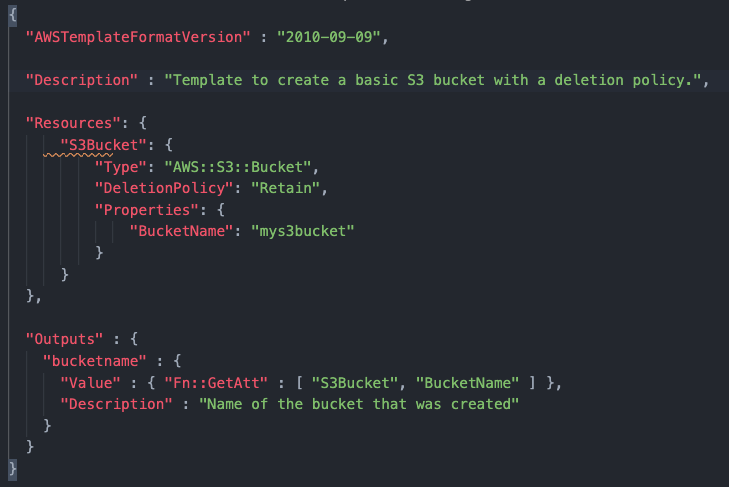 {
"AWSTemplateFormatVersion" : "2010-09-09",
"Description" : "Template to create a basic S3 bucket with a deletion policy.",
"Resources": {
"S3Bucket": {
"Type": "AWS::S3::Bucket",
"DeletionPolicy": "Retain",
"Properties": {
"BucketName": "mys3bucket"
}
}
},
"Outputs" : {
"bucketname" : {
"Value" : { "Fn::GetAtt" : [ "S3Bucket", "BucketName" ] },
"Description" : "Name of the bucket that was created"
}
}
}